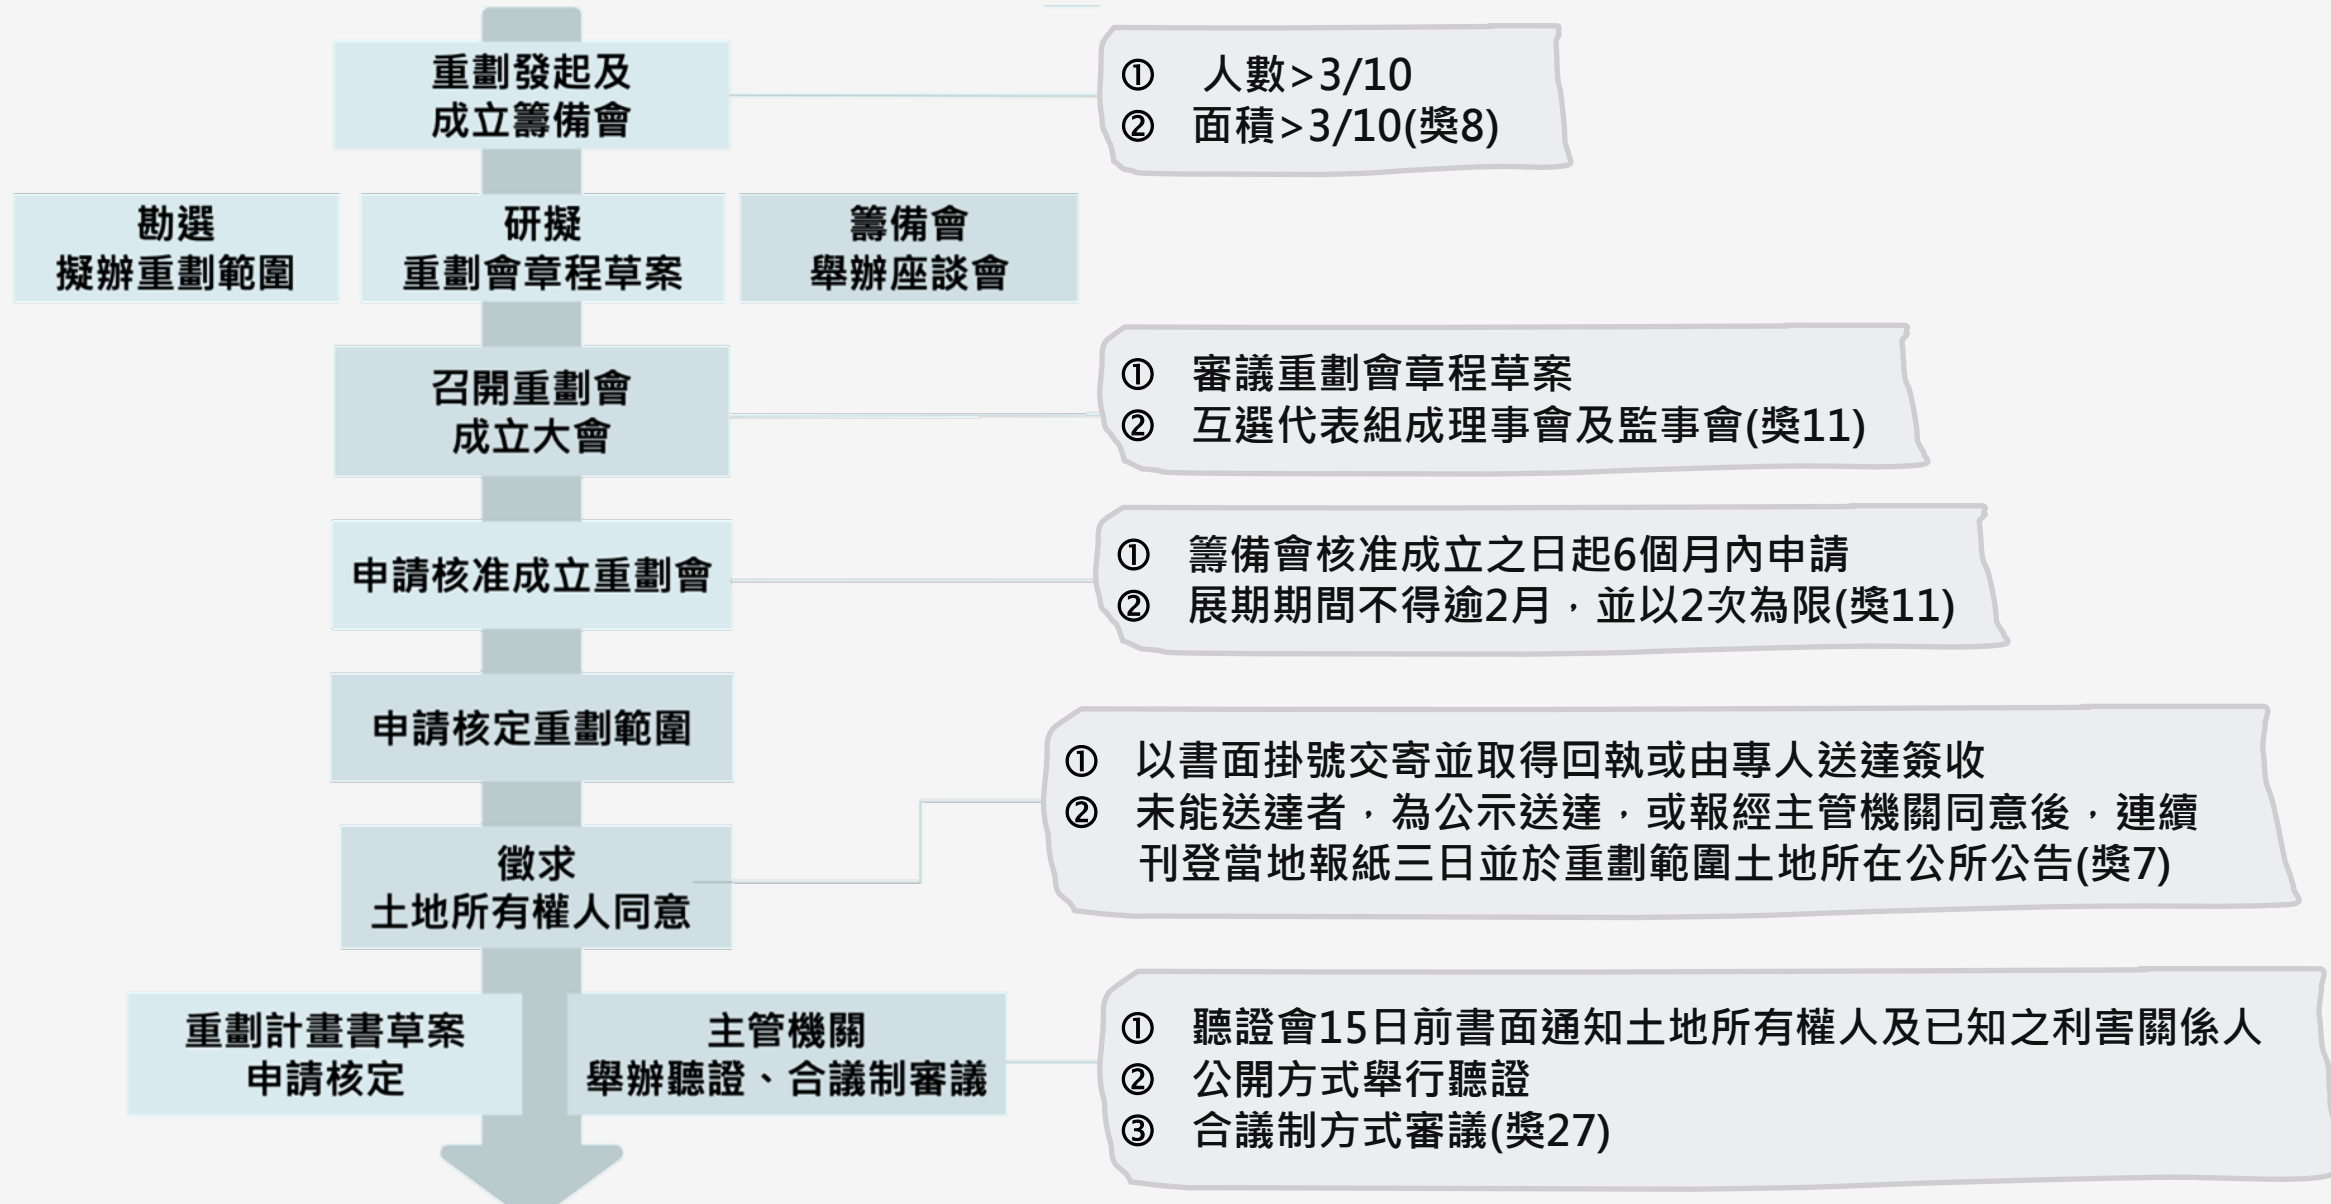 重劃發起及
成立籌備會
① 人數>3/10
② 面積>3/10(獎8)
勘選
擬辦重劃範圍
研擬
重劃會章程草案
籌備會
舉辦座談會
召開重劃會
成立大會
① 審議重劃會章程草案
② 互選代表組成理事會及監事會(獎11)
申請核准成立重劃會
① 籌備會核准成立之日起6個月內申請
② 展期期間不得逾2月，並以2次為限(獎11)
申請核定重劃範圍
徵求
土地所有權人同意
① 以書面掛號交寄並取得回執或由專人送達簽收
② 未能送達者，為公示送達，或報經主管機關同意後，連續
刊登當地報紙三日並於重劃範圍土地所在公所公告(獎7)
重劃計畫書草案
申請核定
主管機關
舉辦聽證、合議制審議
① 聽證會15日前書面通知土地所有權人及已知之利害關係人
② 公開方式舉行聽證
③ 合議制方式審議(獎27)